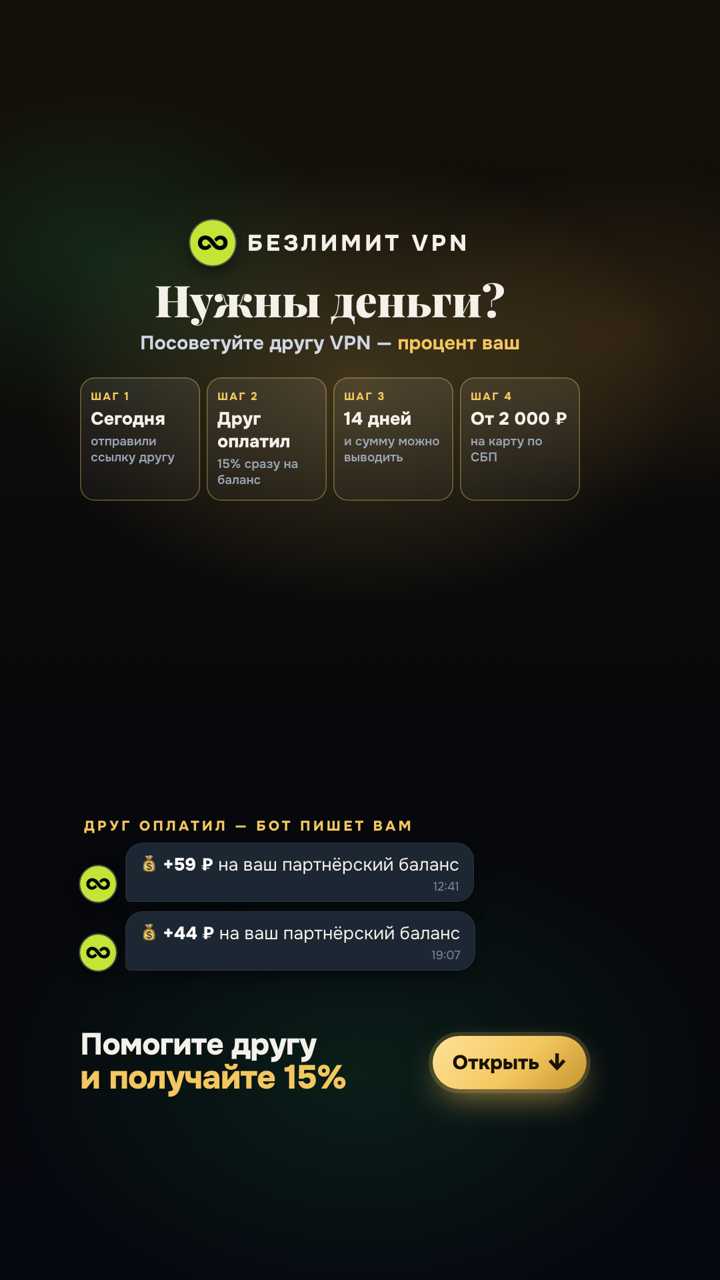 БЕЗЛИМИТ VPN
Нужны деньги?
Посоветуйте другу VPN — процент ваш
ШАГ 1
Сегодня
отправили
ссылку другу
ШАГ 2
Друг
оплатил
15% сразу на
баланс
ШАГ 3
14 дней
и сумму можно
выводить
ШАГ 4
От 2 000 ₽
на карту по
СБП
ДРУГ ОПЛАТИЛ — БОТ ПИШЕТ ВАМ
💰 +59 ₽ на ваш партнёрский баланс
12:41
💰 +44 ₽ на ваш партнёрский баланс
19:07
Помогите другу
и получайте 15%
Открыть ↓